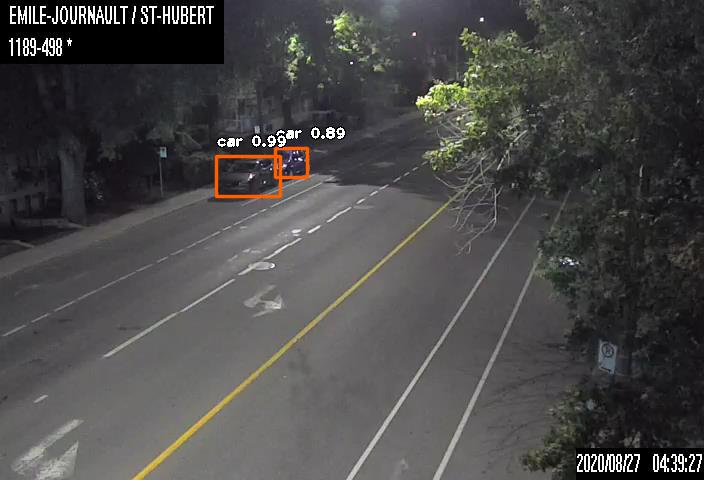 EMILE-JOURNAULT / ST-HUBERT
1189-498 *
car 0.99
car 0.89
2020/08/27 04:39:27